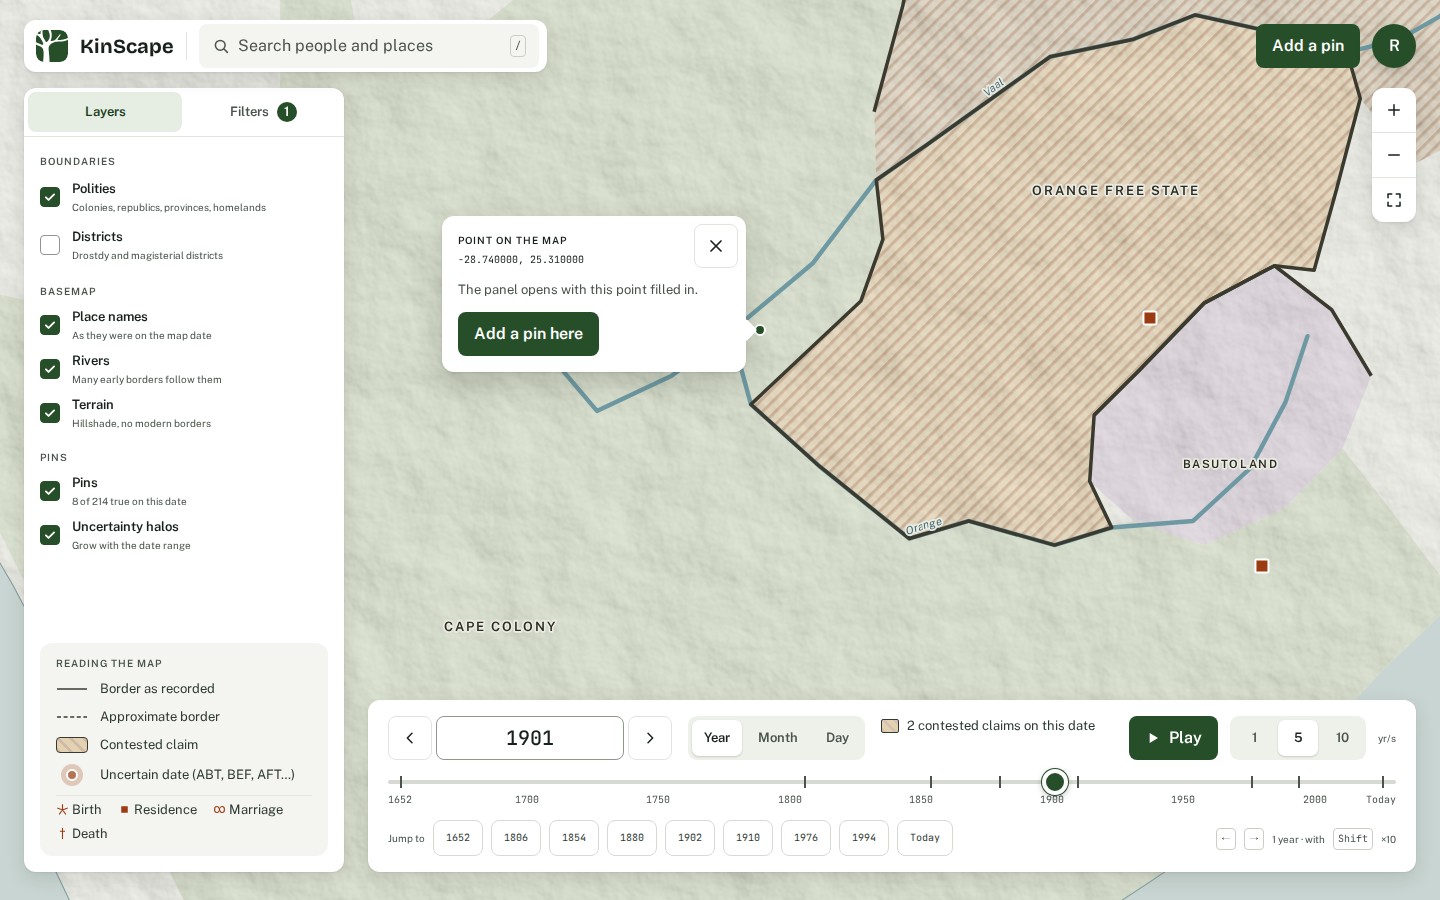 KinScape
Search people and places
/
Add a pin
R
Layers
Filters
1
BOUNDARIES
Polities
Colonies, republics, provinces, homelands
Districts
Drostdy and magisterial districts
BASEMAP
Place names
As they were on the map date
Rivers
Many early borders follow them
Terrain
Hillshade, no modern borders
PINS
Pins
8 of 214 true on this date
Uncertainty halos
Grow with the date range
READING THE MAP
Border as recorded
Approximate border
Contested claim
Uncertain date (ABT, BEF, AFT…)
Birth
Residence
Marriage
Death
Vaal
ORANGE FREE STATE
POINT ON THE MAP
-28.740000, 25.310000
The panel opens with this point filled in.
Add a pin here
BASUTOLAND
Orange
CAPE COLONY
1901
Year
Month
Day
2 contested claims on this date
Play
1
5
10
yr/s
1652
1700
1750
1800
1850
1900
1950
2000
Today
Jump to
1652
1806
1854
1880
1902
1910
1976
1994
Today
← → 1 year · with Shift ×10